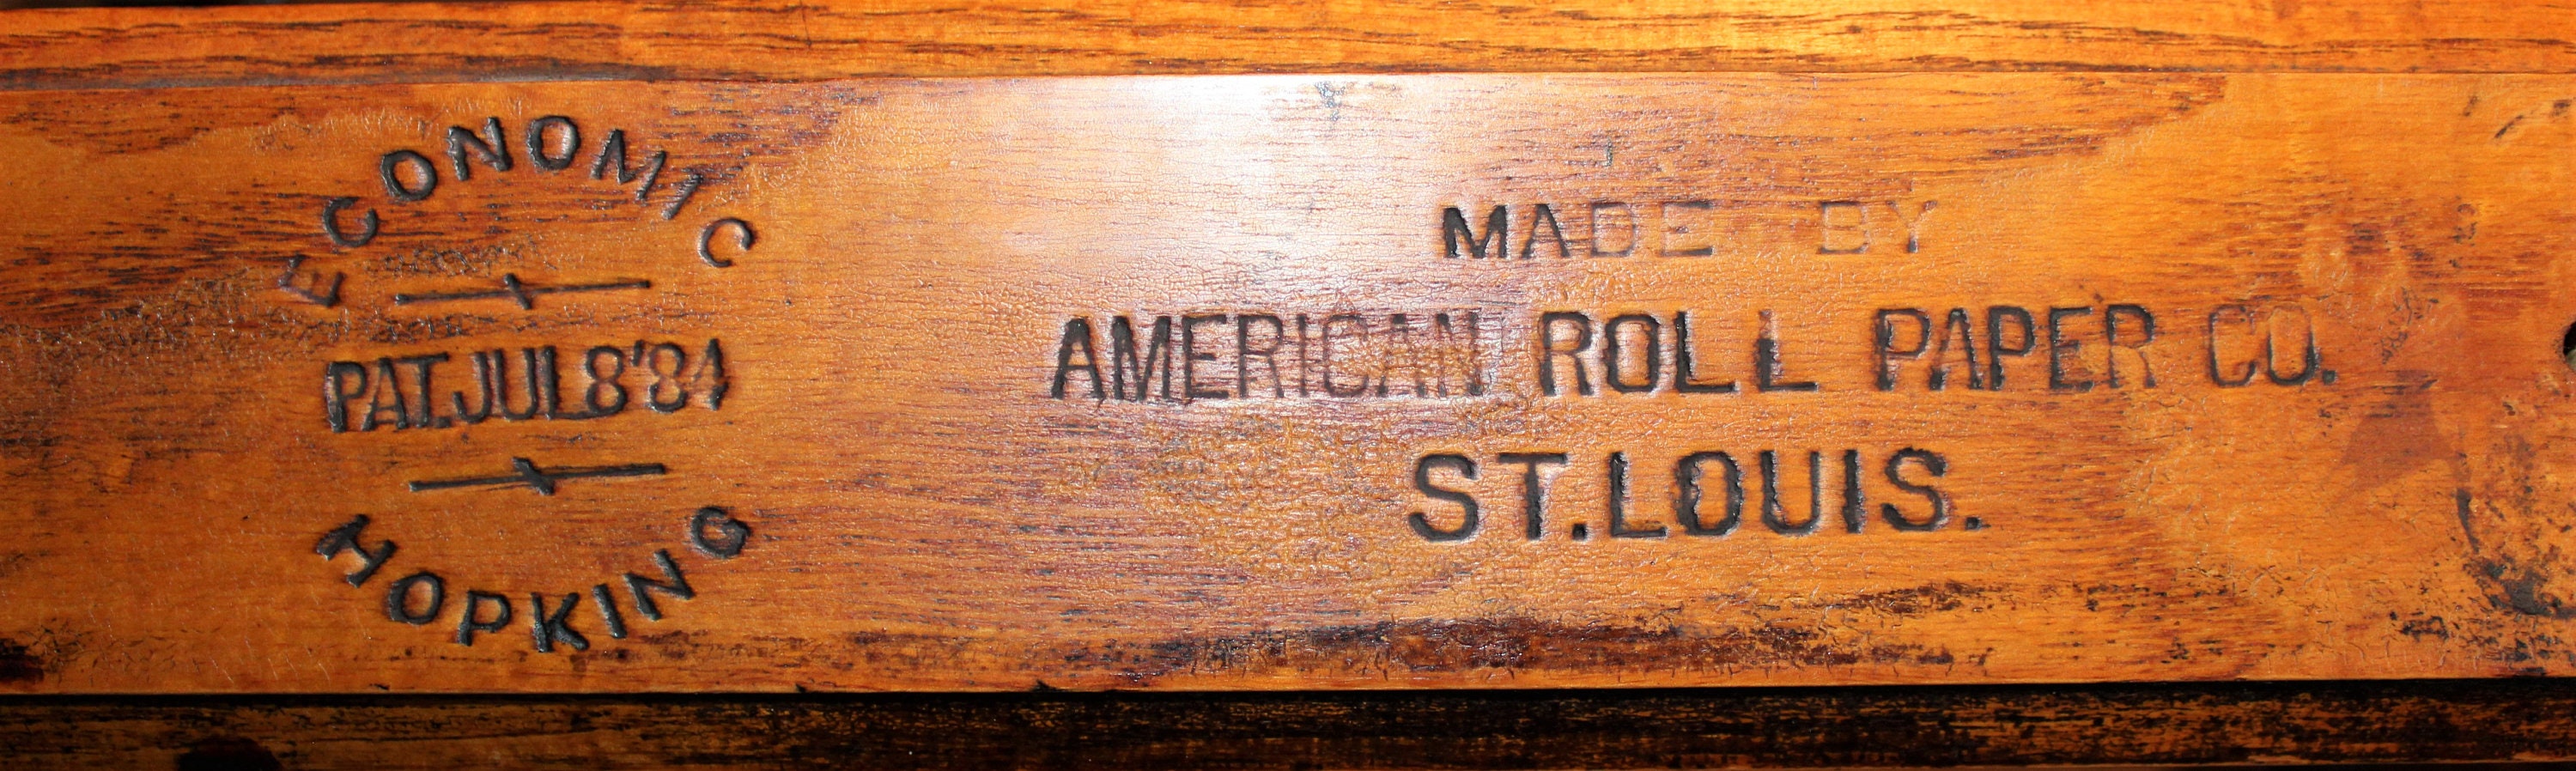 ECONOMIC
PAT. JUL 8'84
HOPKING
MADE BY
AMERICAN ROLL PAPER CO.
ST. LOUIS.